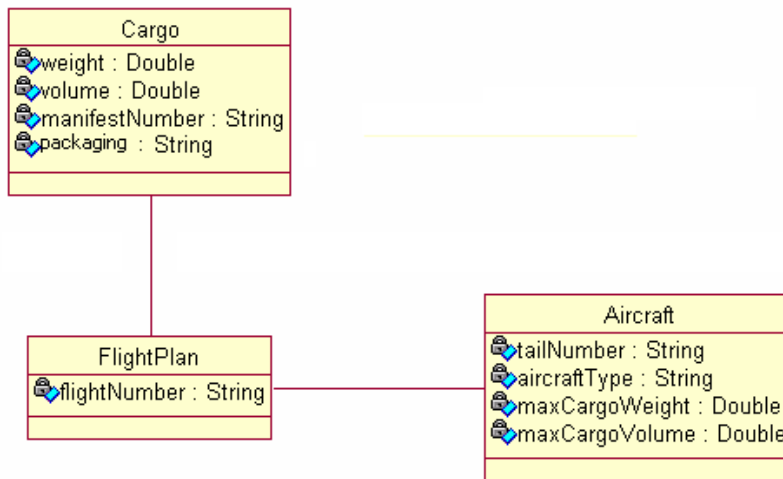 Cargo
weight : Double
volume : Double
manifestNumber : String
packaging : String
FlightPlan
flightNumber : String
Aircraft
tailNumber : String
aircraftType : String
maxCargoWeight : Double
maxCargoVolume : Double